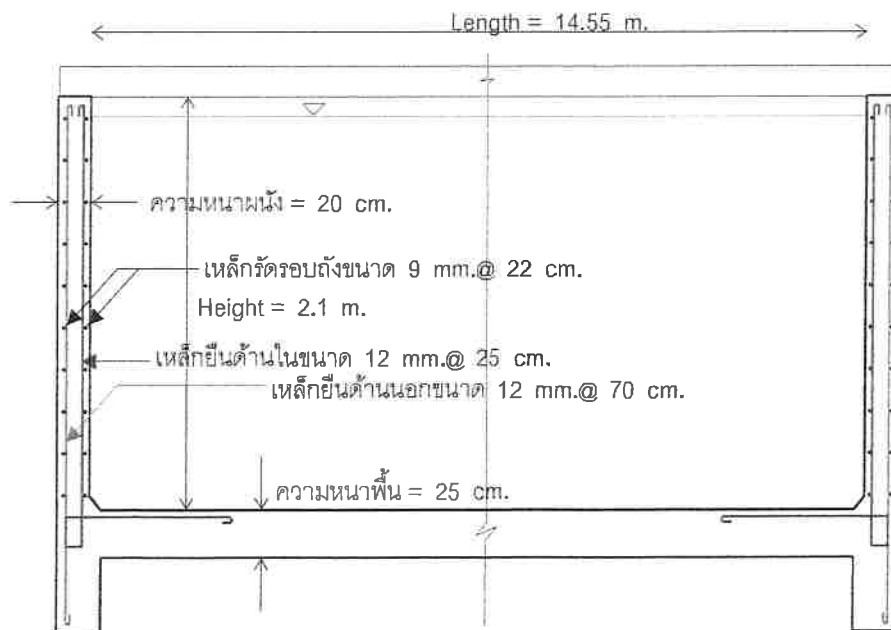 Length = 14.55 m.
ความหนาผนัง = 20 cm.
เหล็กรัดรอบถังขนาด 9 mm.@ 22 cm.
Height = 2.1 m.
เหล็กยืนด้านในขนาด 12 mm.@ 25 cm.
เหล็กยืนด้านนอกขนาด 12 mm.@ 70 cm.
ความหนาพื้น = 25 cm.